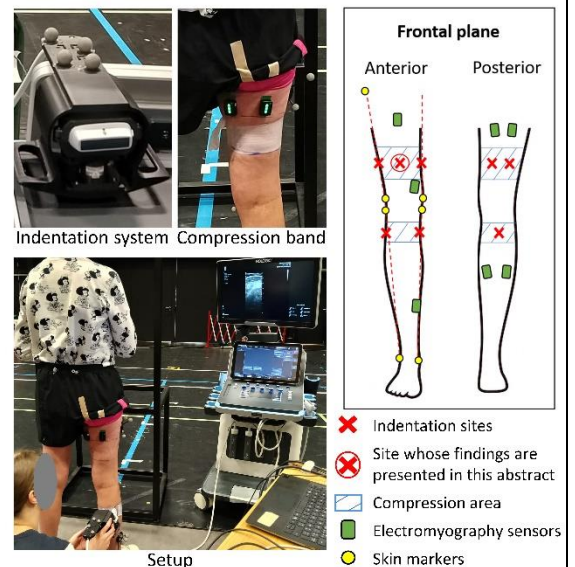 Indentation system
Compression band
Setup
Frontal plane
Anterior
Posterior
Indentation sites
Site whose findings are
presented in this abstract
Compression area
Electromyography sensors
Skin markers